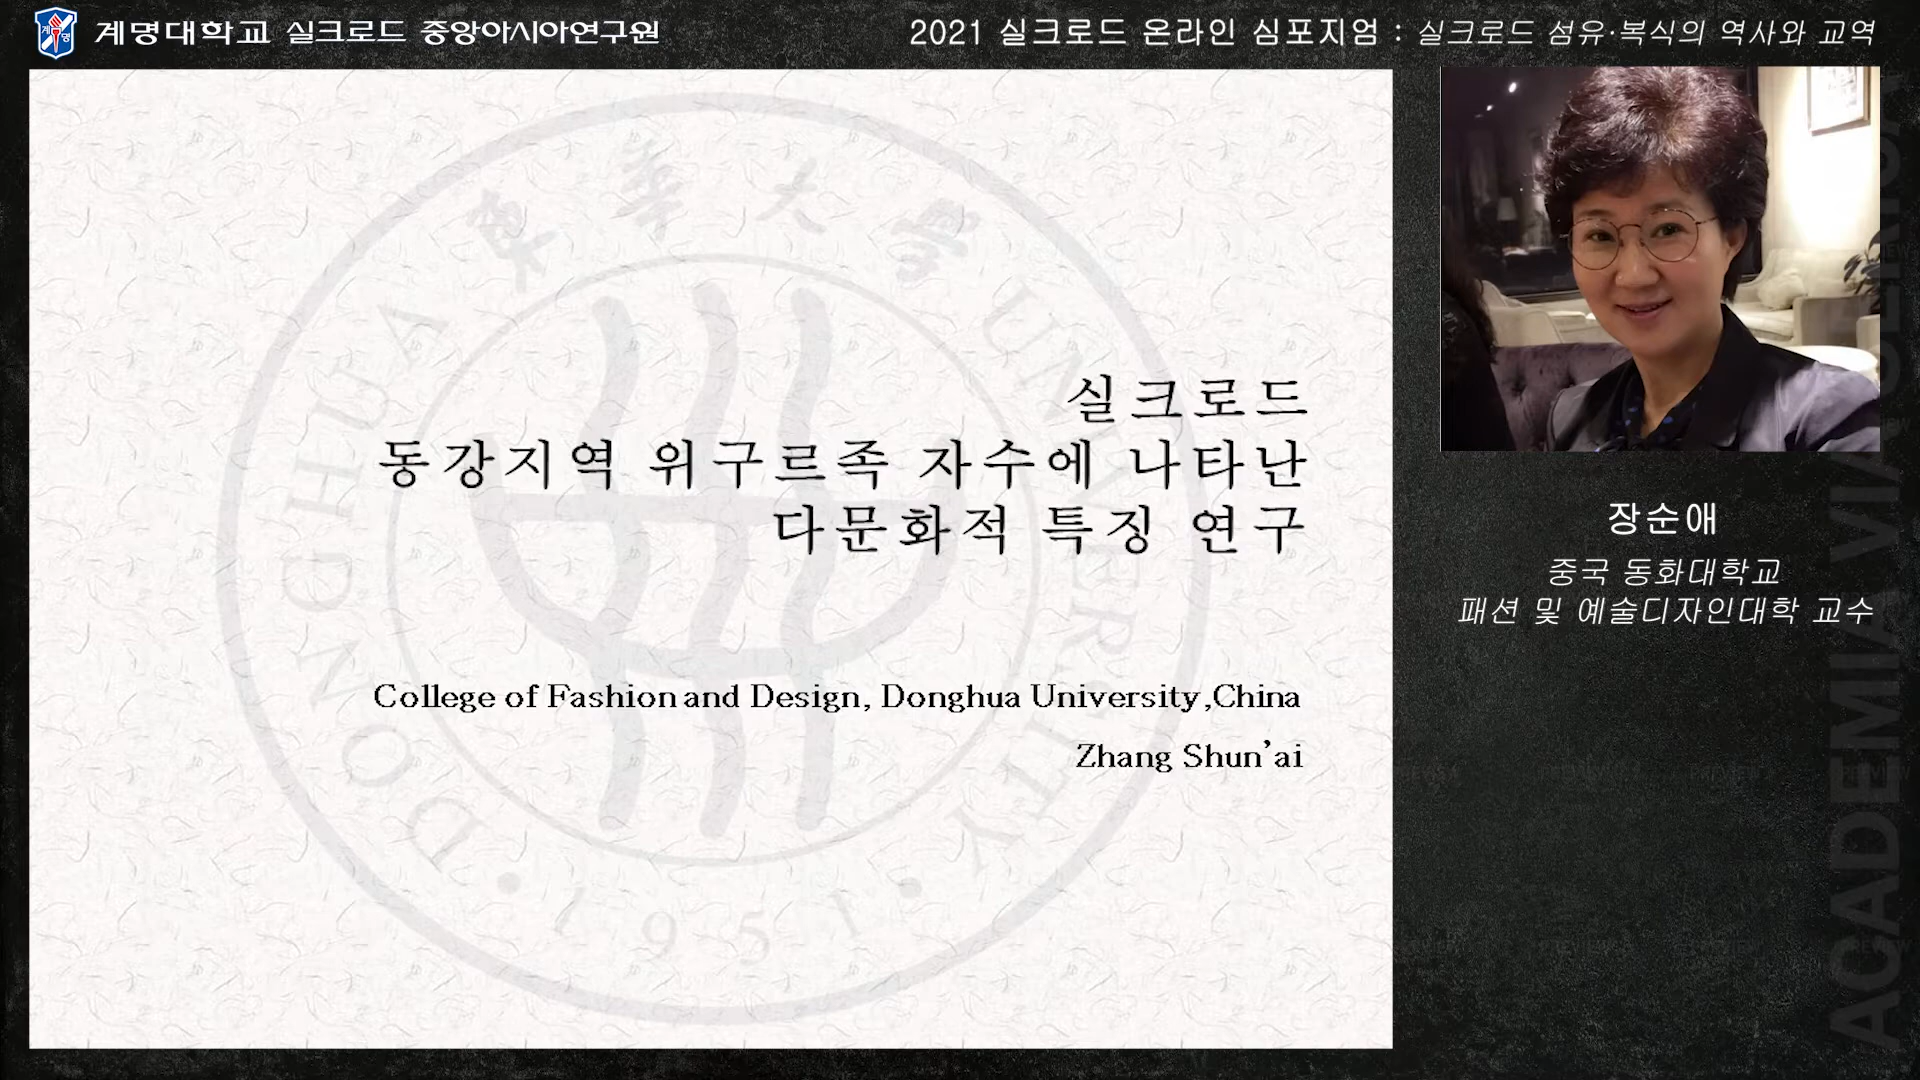 계명대학교 실크로드 중앙아시아연구원
2021 실크로드 온라인 심포지엄 : 실크로드 섬유·복식의 역사와 교역
실크로드
동강지역 위구르족 자수에 나타난
다문화적 특징 연구
College of Fashion and Design, Donghua University,China
Zhang Shun’ai
東華大學
DONGHUA UNIVERSITY
·1951·
장순애
중국 동화대학교
패션 및 예술디자인대학 교수
ACADEMIA VIA SERICA